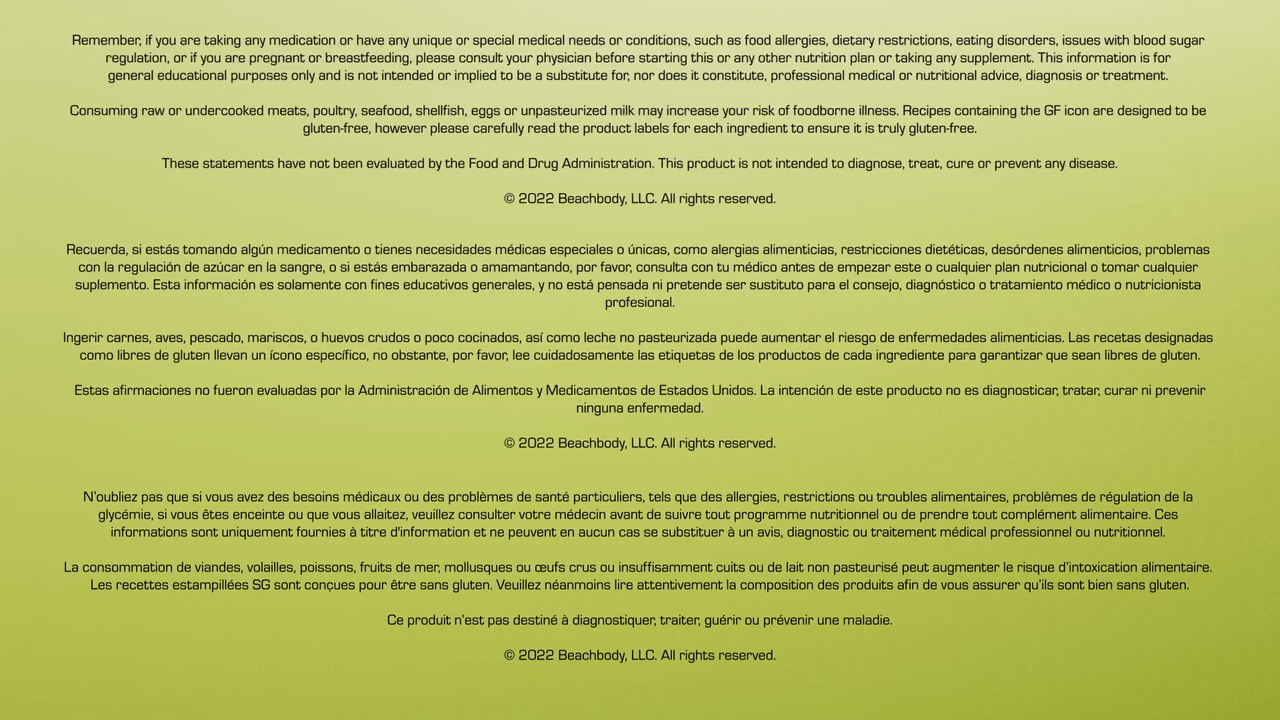 Remember, if you are taking any medication or have any unique or special medical needs or conditions, such as food allergies, dietary restrictions, eating disorders, issues with blood sugar
regulation, or if you are pregnant or breastfeeding, please consult your physician before starting this or any other nutrition plan or taking any supplement. This information is for
general educational purposes only and is not intended or implied to be a substitute for, nor does it constitute, professional medical or nutritional advice, diagnosis or treatment.
Consuming raw or undercooked meats, poultry, seafood, shellfish, eggs or unpasteurized milk may increase your risk of foodborne illness. Recipes containing the GF icon are designed to be
gluten-free, however please carefully read the product labels for each ingredient to ensure it is truly gluten-free.
These statements have not been evaluated by the Food and Drug Administration. This product is not intended to diagnose, treat, cure or prevent any disease.
© 2022 Beachbody, LLC. All rights reserved.
Recuerda, si estás tomando algún medicamento o tienes necesidades médicas especiales o únicas, como alergias alimenticias, restricciones dietéticas, desórdenes alimenticios, problemas
con la regulación de azúcar en la sangre, o si estás embarazada o amamantando, por favor, consulta con tu médico antes de empezar este o cualquier plan nutricional o tomar cualquier
suplemento. Esta información es solamente con fines educativos generales, y no está pensada ni pretende ser sustituto para el consejo, diagnóstico o tratamiento médico o nutricionista
profesional.
Ingerir carnes, aves, pescado, mariscos, o huevos crudos o poco cocinados, así como leche no pasteurizada puede aumentar el riesgo de enfermedades alimenticias. Las recetas designadas
como libres de gluten llevan un ícono específico, no obstante, por favor, lee cuidadosamente las etiquetas de los productos de cada ingrediente para garantizar que sean libres de gluten.
Estas afirmaciones no fueron evaluadas por la Administración de Alimentos y Medicamentos de Estados Unidos. La intención de este producto no es diagnosticar, tratar, curar ni prevenir
ninguna enfermedad.
© 2022 Beachbody, LLC. All rights reserved.
N'oubliez pas que si vous avez des besoins médicaux ou des problèmes de santé particuliers, tels que des allergies, restrictions ou troubles alimentaires, problèmes de régulation de la
glycémie, si vous êtes enceinte ou que vous allaitez, veuillez consulter votre médecin avant de suivre tout programme nutritionnel ou de prendre tout complément alimentaire. Ces
informations sont uniquement fournies à titre d'information et ne peuvent en aucun cas se substituer à un avis, diagnostic ou traitement médical professionnel ou nutritionnel.
La consommation de viandes, volailles, poissons, fruits de mer, mollusques ou œufs crus ou insuffisamment cuits ou de lait non pasteurisé peut augmenter le risque d'intoxication alimentaire.
Les recettes estampillées SG sont conçues pour être sans gluten. Veuillez néanmoins lire attentivement la composition des produits afin de vous assurer qu'ils sont bien sans gluten.
Ce produit n'est pas destiné à diagnostiquer, traiter, guérir ou prévenir une maladie.
© 2022 Beachbody, LLC. All rights reserved.